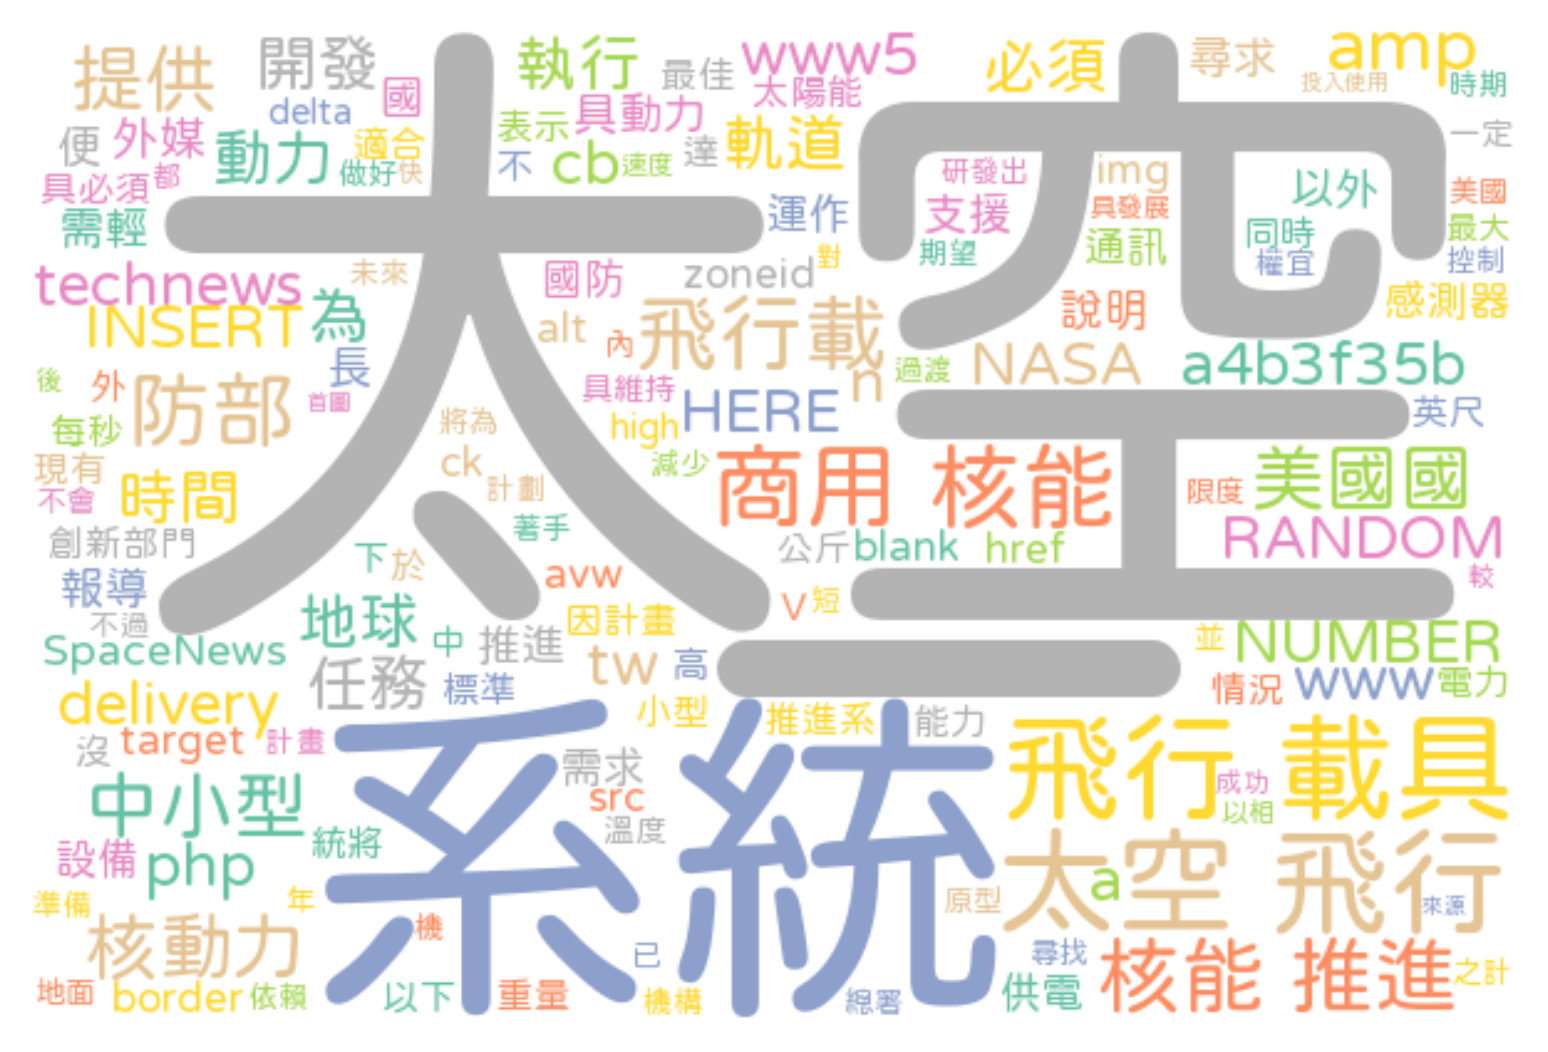 太空
系統
提供
開發
delta
國
執行
最佳
www5
太陽能
必須
尋求
amp
投入使用
時期
便
外媒
動力
適合
做好
快
表示
具動力
不
cb
速度
達
軌道
一定
具必須
都
需輕
研發出
img
具發展
以外
美國
支援
期望
通訊
同時
權宜
最大
控制
運作
對
technews
未來
國防
zoneid
INSERT
為
alt
內
飛行載
說明
感測器
長
後
外
防部
首圖
具維持
n
過渡
NASA
a4b3f35b
每秒
將為
high
HERE
英尺
現有
不會
時間
ck
計劃
減少
商用 核能
限度
美國國
創新部門
著手
公斤
blank
href
RANDOM
較
報導
下
於
avw
不過
地球
中
推進
因計畫
V
短
SpaceNews
任務
標準
tw
高
並
NUMBER
delivery
小型
推進系
能力
情況
www
電力
沒
target
計畫
需求
飛行 載具
成功
以相
中小型
src
溫度
統將
設備
php
太空 飛行
a
準備
年
原型
來源
核動力
機
已
尋找
核能 推進
之計
地面
border
依賴
以下
重量
機構
總署
供電